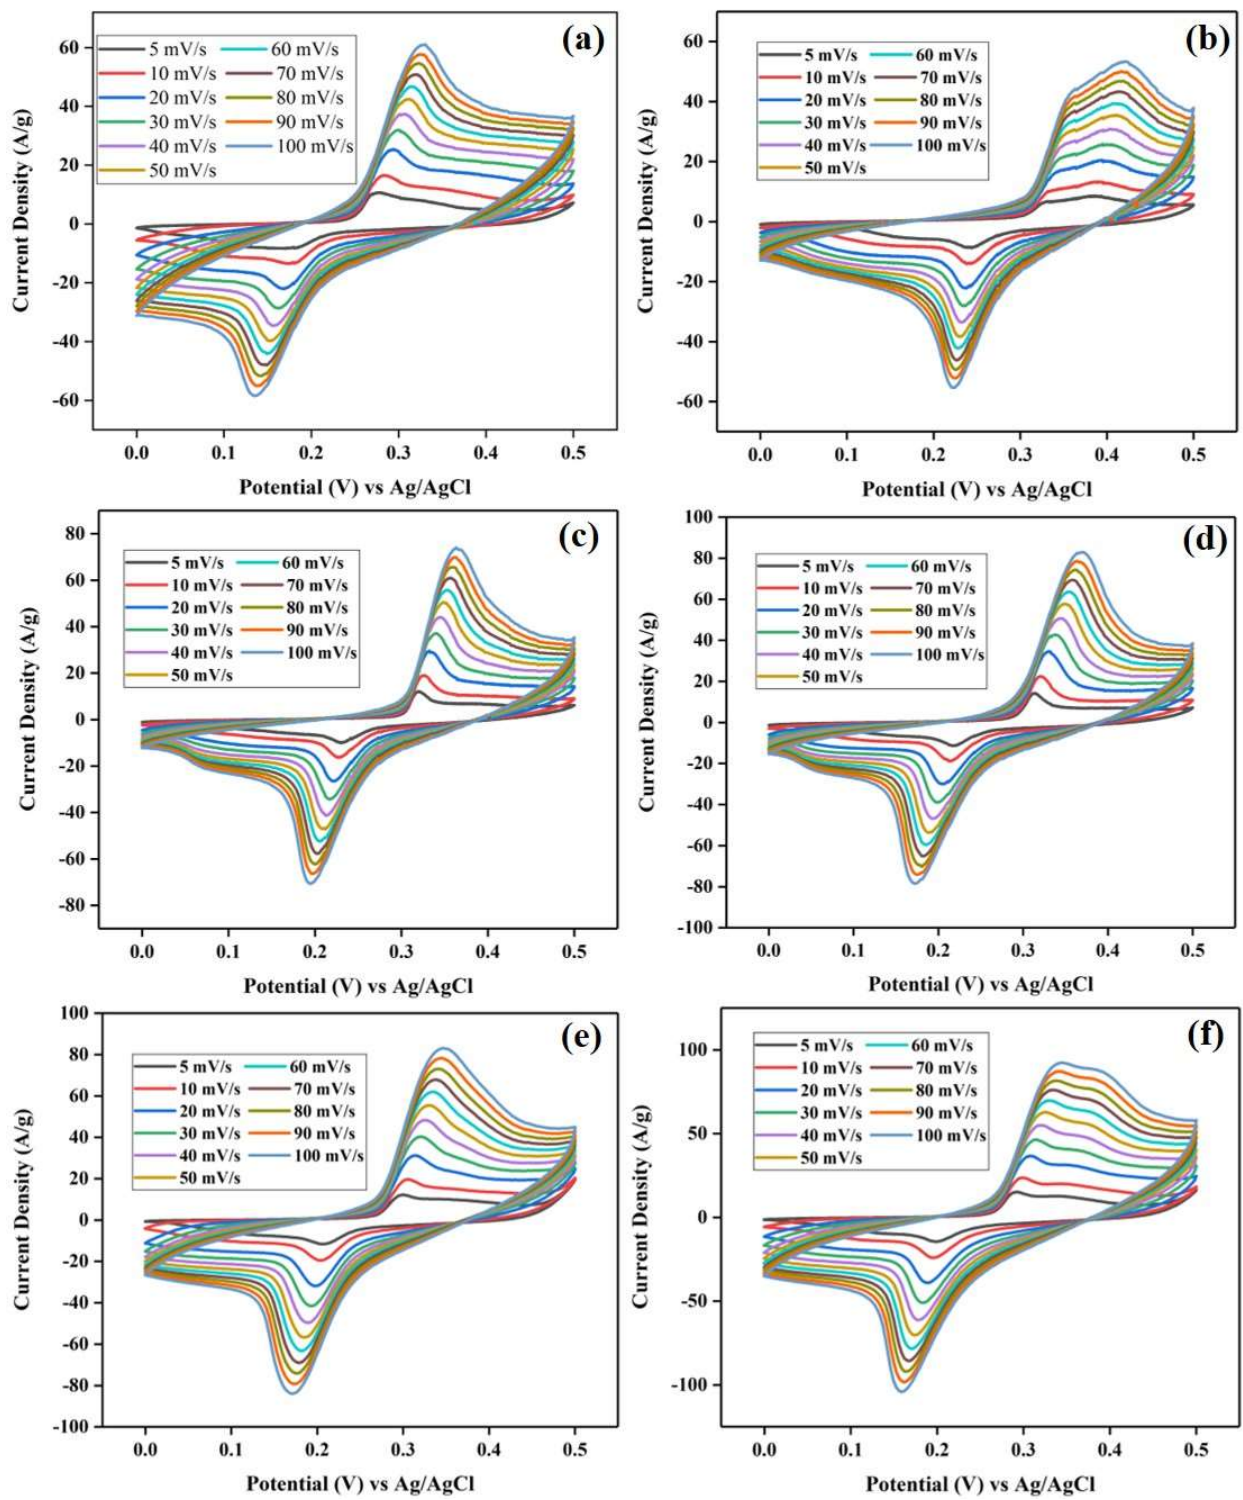 (a)
5 mV/s 60 mV/s
10 mV/s 70 mV/s
20 mV/s 80 mV/s
30 mV/s 90 mV/s
40 mV/s 100 mV/s
50 mV/s
60
40
20
0
-20
-40
-60
Current Density (A/g)
0.0 0.1 0.2 0.3 0.4 0.5
Potential (V) vs Ag/AgCl
(b)
5 mV/s 60 mV/s
10 mV/s 70 mV/s
20 mV/s 80 mV/s
30 mV/s 90 mV/s
40 mV/s 100 mV/s
50 mV/s
60
40
20
0
-20
-40
-60
Current Density (A/g)
0.0 0.1 0.2 0.3 0.4 0.5
Potential (V) vs Ag/AgCl
(c)
5 mV/s 60 mV/s
10 mV/s 70 mV/s
20 mV/s 80 mV/s
30 mV/s 90 mV/s
40 mV/s 100 mV/s
50 mV/s
80
60
40
20
0
-20
-40
-60
-80
Current Density (A/g)
0.0 0.1 0.2 0.3 0.4 0.5
Potential (V) vs Ag/AgCl
(d)
5 mV/s 60 mV/s
10 mV/s 70 mV/s
20 mV/s 80 mV/s
30 mV/s 90 mV/s
40 mV/s 100 mV/s
50 mV/s
100
80
60
40
20
0
-20
-40
-60
-80
-100
Current Density (A/g)
0.0 0.1 0.2 0.3 0.4 0.5
Potential (V) vs Ag/AgCl
(e)
5 mV/s 60 mV/s
10 mV/s 70 mV/s
20 mV/s 80 mV/s
30 mV/s 90 mV/s
40 mV/s 100 mV/s
50 mV/s
100
80
60
40
20
0
-20
-40
-60
-80
-100
Current Density (A/g)
0.0 0.1 0.2 0.3 0.4 0.5
Potential (V) vs Ag/AgCl
(f)
5 mV/s 60 mV/s
10 mV/s 70 mV/s
20 mV/s 80 mV/s
30 mV/s 90 mV/s
40 mV/s 100 mV/s
50 mV/s
100
50
0
-50
-100
Current Density (A/g)
0.0 0.1 0.2 0.3 0.4 0.5
Potential (V) vs Ag/AgCl